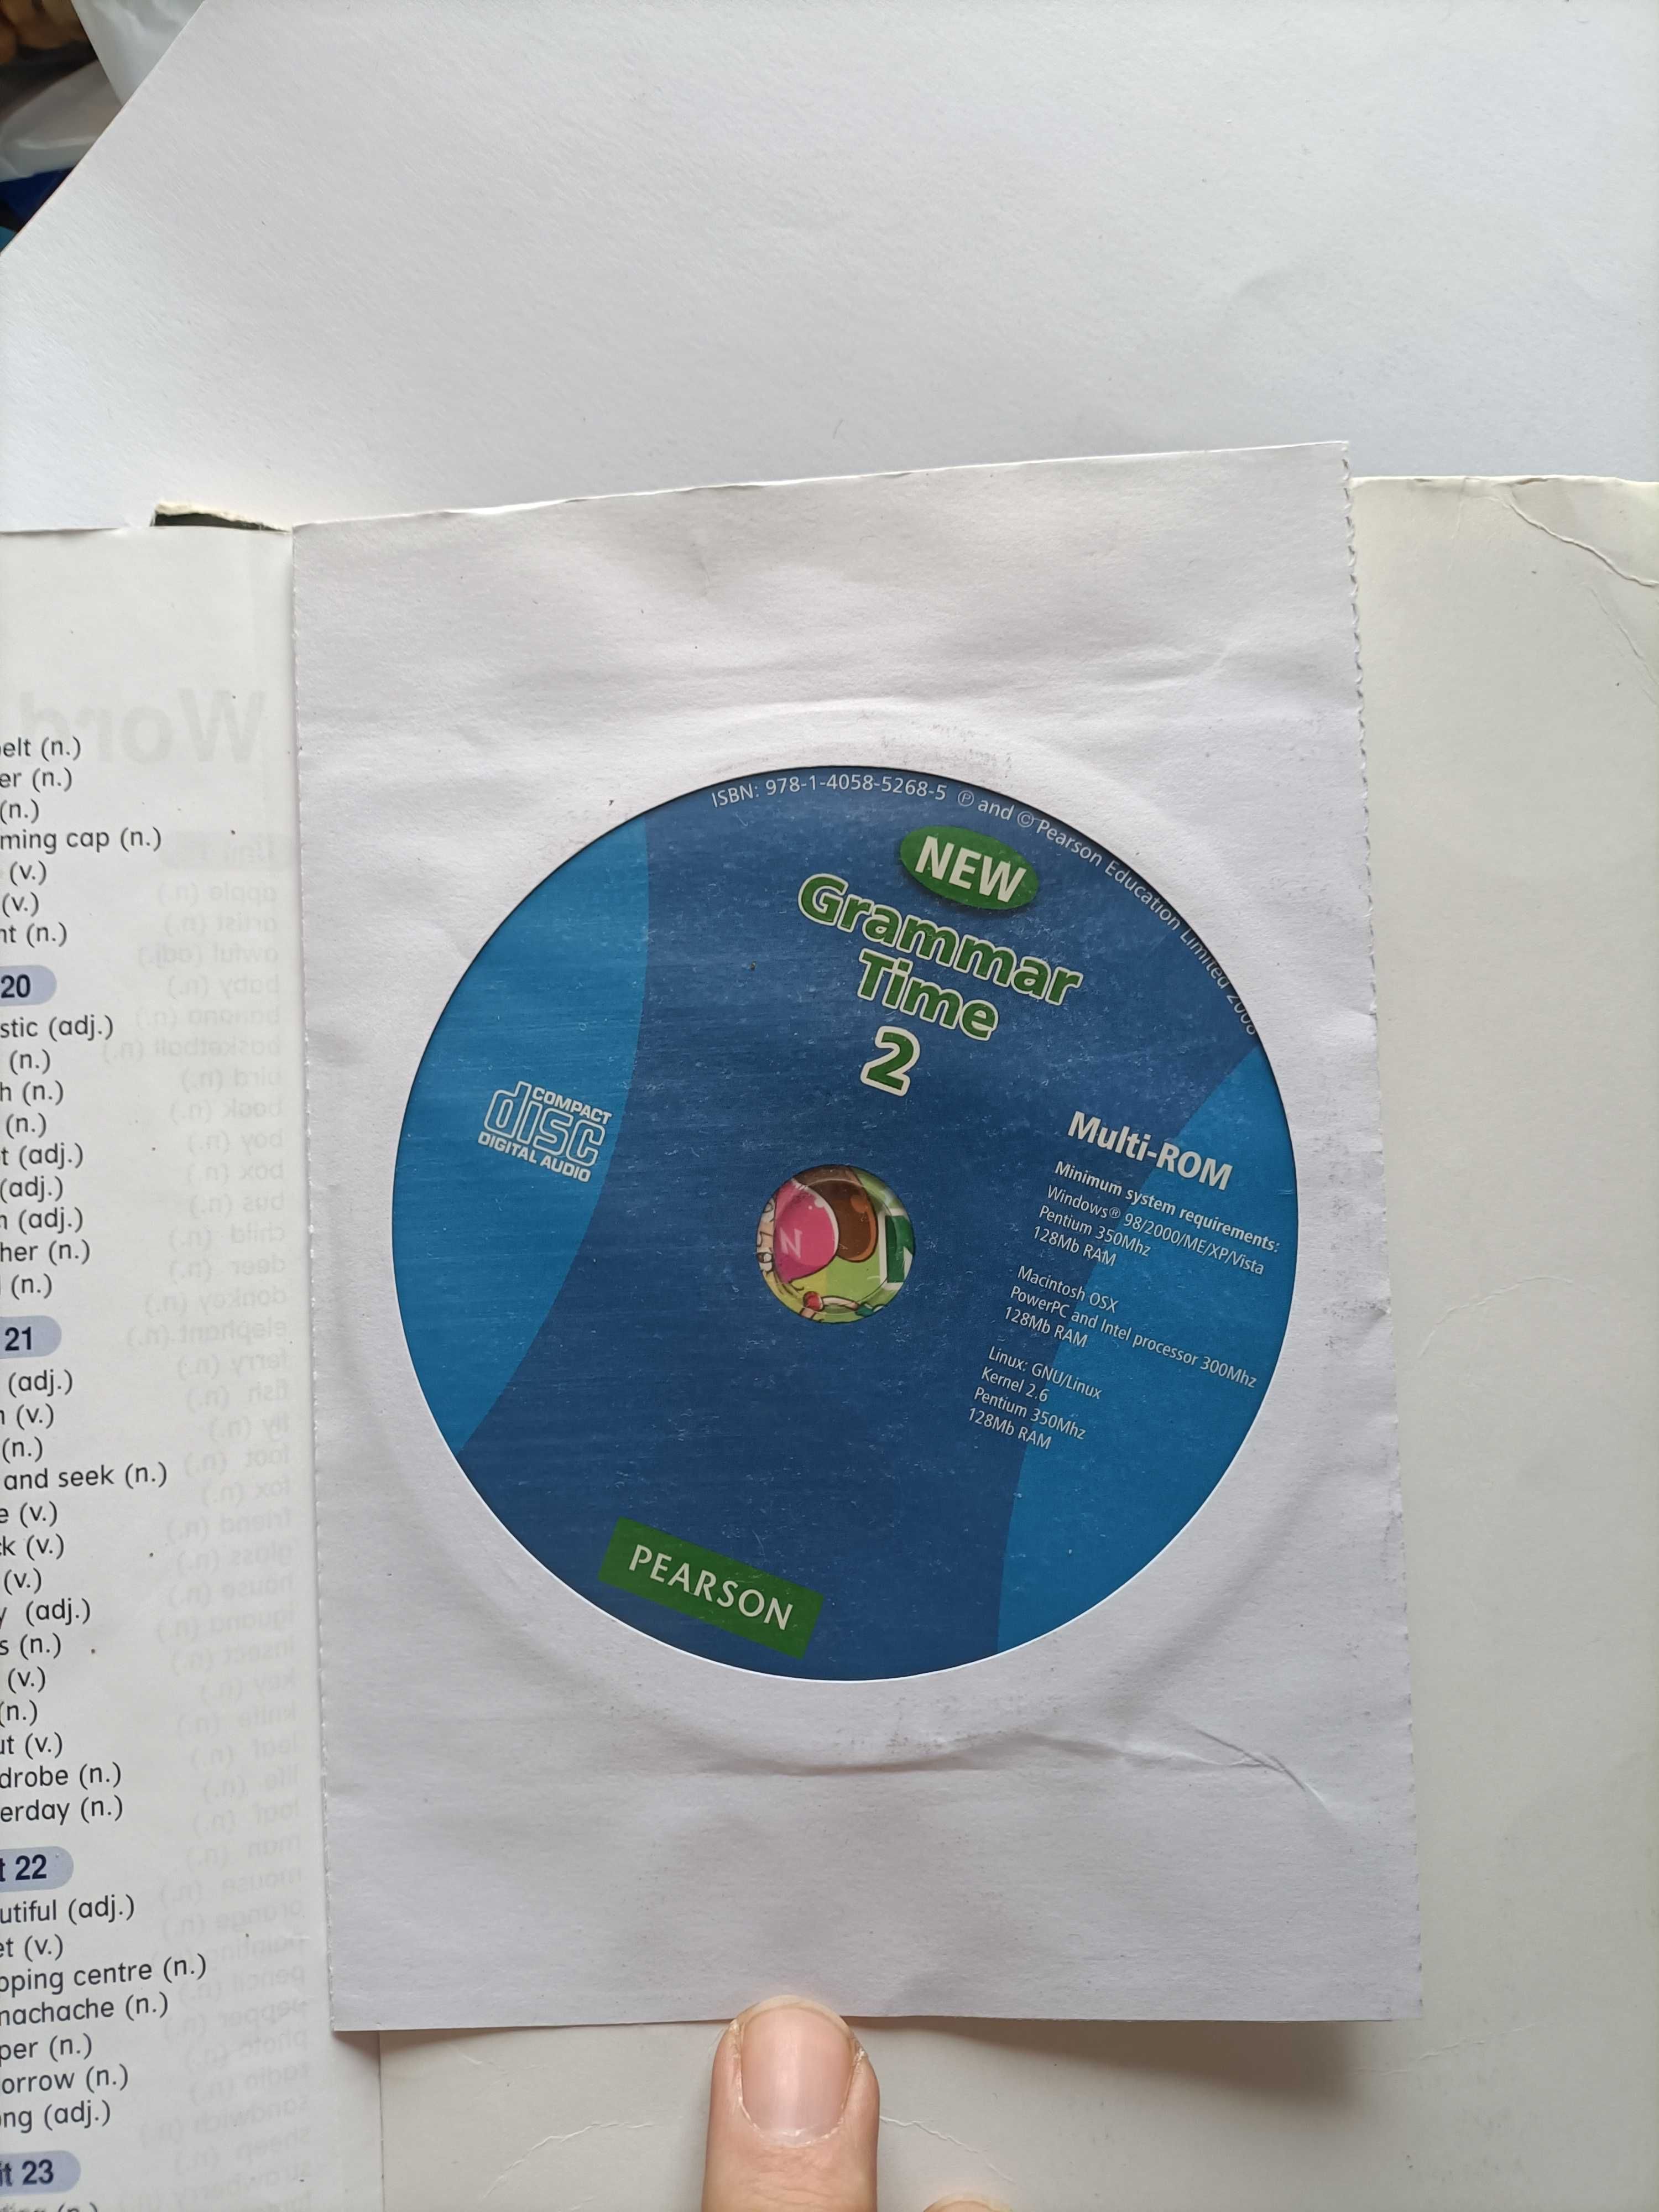 elt (n.)
er (n.)
(n.)
ming cap (n.)
(v.)
(v.)
nt (n.)
20
stic (adj.)
(n.)
h (n.)
(n.)
t (adj.)
(adj.)
n (adj.)
her (n.)
(n.)
21
(adj.)
(v.)
(n.)
and seek (n.)
e (v.)
k (v.)
(v.)
y (adj.)
s (n.)
(v.)
(n.)
ut (v.)
drobe (n.)
erday (n.)
t 22
utiful (adj.)
et (v.)
pping centre (n.)
machache (n.)
per (n.)
orrow (n.)
ong (adj.)
it 23
ISBN: 978-1-4058-5268-5 ℗ and © Pearson Education Limited 2008
NEW
Grammar
Time
2
COMPACT
disc
DIGITAL AUDIO
Multi-ROM
Minimum system requirements:
Windows® 98/2000/ME/XP/Vista
Pentium 350Mhz
128Mb RAM
Macintosh OSX
PowerPC and Intel processor 300Mhz
128Mb RAM
Linux: GNU/Linux
Kernel 2.6
Pentium 350Mhz
128Mb RAM
N
PEARSON